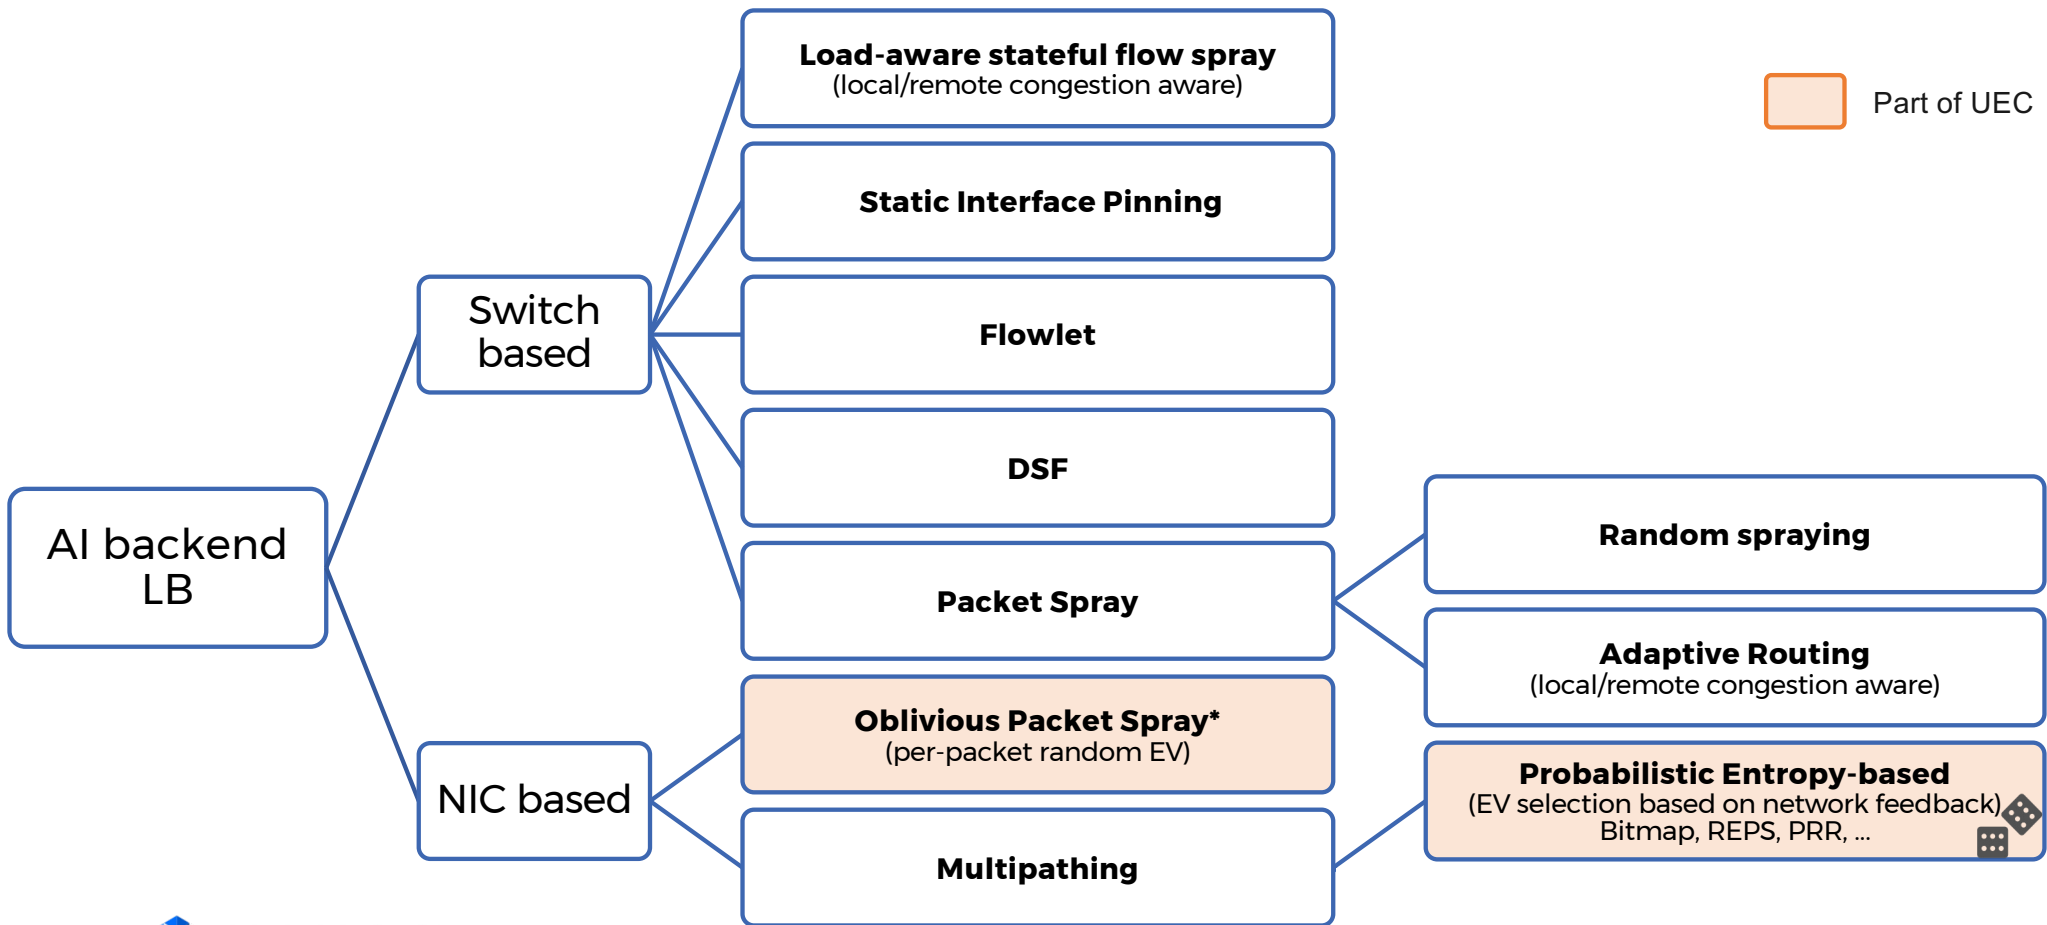 Load-aware stateful flow spray
(local/remote congestion aware)
Part of UEC
Static Interface Pinning
Switch
based
Flowlet
DSF
AI backend
LB
Random spraying
Packet Spray
Adaptive Routing
(local/remote congestion aware)
Oblivious Packet Spray*
(per-packet random EV)
NIC based
Probabilistic Entropy-based
(EV selection based on network feedback)
Bitmap, REPS, PRR, ...
Multipathing